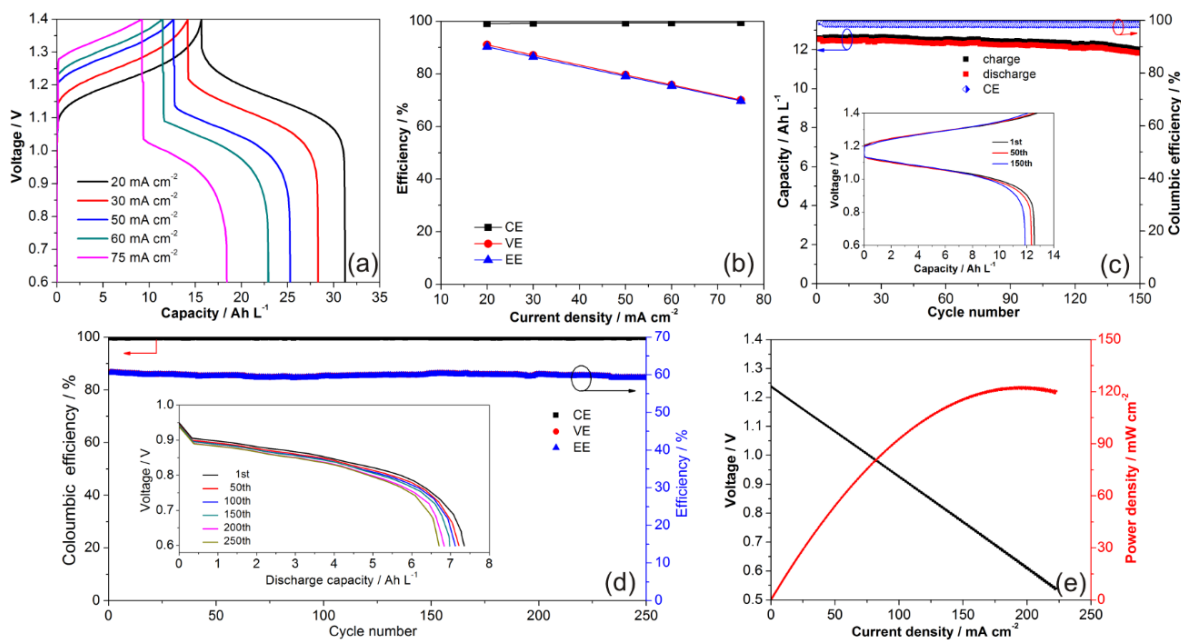 1.4
1.3
1.2
1.1
1.0
0.9
0.8
0.7
0.6
Voltage / V
20 mA cm-2
30 mA cm-2
50 mA cm-2
60 mA cm-2
75 mA cm-2
(a)
0 5 10 15 20 25 30 35
Capacity / Ah L-1
100
80
60
40
20
0
Efficiency / %
CE
VE
EE
(b)
10 20 30 40 50 60 70 80
Current density / mA cm-2
12
10
8
6
4
2
0
Capacity / Ah L-1
charge
discharge
CE
1.4
1.2
1.0
0.8
0.6
Voltage / V
1st
50th
150th
0 2 4 6 8 10 12 14
Capacity / Ah L-1
(c)
0 30 60 90 120 150
Cycle number
100
80
60
40
20
0
Columbic efficiency / %
100
80
60
40
20
0
Coloumbic efficiency / %
CE
VE
EE
1.0
0.9
0.8
0.7
0.6
Voltage / V
1st
50th
100th
150th
200th
250th
0 1 2 3 4 5 6 7 8
Discharge capacity / Ah L-1
(d)
0 50 100 150 200 250
Cycle number
70
60
50
40
30
20
10
0
Efficiency / %
1.4
1.3
1.2
1.1
1.0
0.9
0.8
0.7
0.6
0.5
Voltage / V
(e)
0 50 100 150 200 250
Current density / mA cm-2
150
120
90
60
30
0
Power density / mW cm-2